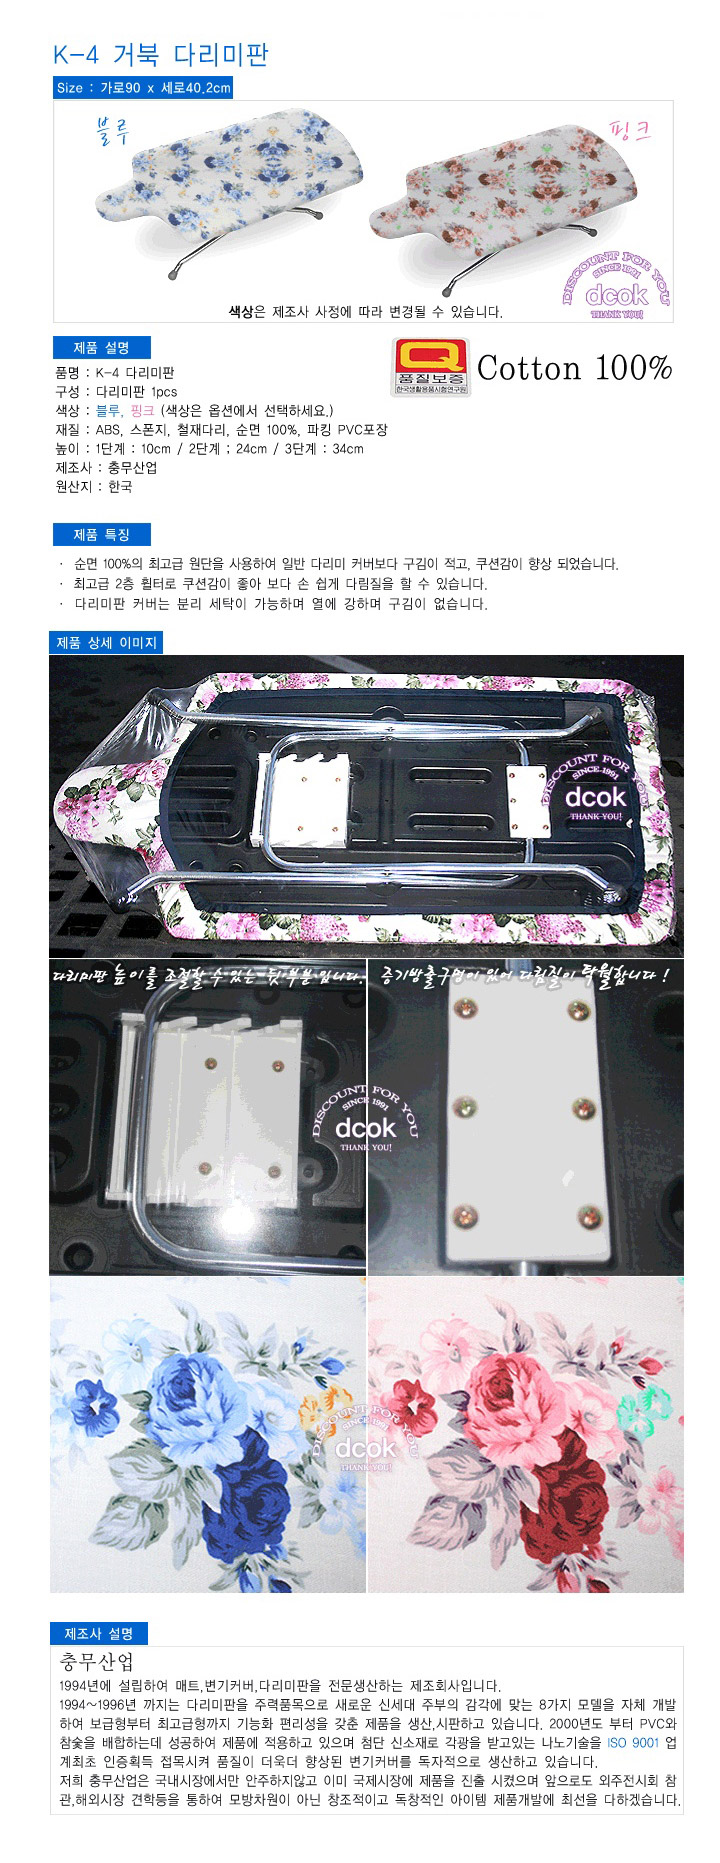 K-4 거북 다리미판
Size : 가로90 x 세로40.2cm
블루
핑크
DISCOUNT FOR YOU
SINCE 1991
dcok
THANK YOU!
색상은 제조사 사정에 따라 변경될 수 있습니다.
제품 설명
Q
품질보증
한국생활용품시험연구원
Cotton 100%
품명 : K-4 다리미판
구성 : 다리미판 1pcs
색상 : 블루, 핑크 (색상은 옵션에서 선택하세요.)
재질 : ABS, 스폰지, 철재다리, 순면 100%, 파킹 PVC포장
높이 : 1단계 : 10cm / 2단계 ; 24cm / 3단계 : 34cm
제조사 : 충무산업
원산지 : 한국
제품 특징
· 순면 100%의 최고급 원단을 사용하여 일반 다리미 커버보다 구김이 적고, 쿠션감이 향상 되었습니다.
· 최고급 2층 휠터로 쿠션감이 좋아 보다 손 쉽게 다림질을 할 수 있습니다.
· 다리미판 커버는 분리 세탁이 가능하며 열에 강하며 구김이 없습니다.
제품 상세 이미지
DISCOUNT FOR YOU
SINCE 1991
dcok
THANK YOU!
다리미판 높이를 조절할 수 있는 뒷부분 입니다.
증기방출구멍이 있어 다림질이 탁월합니다 !
DISCOUNT FOR YOU
SINCE 1991
dcok
THANK YOU!
DISCOUNT FOR YOU
SINCE 1991
dcok
THANK YOU!
제조사 설명
충무산업
1994년에 설립하여 매트,변기커버,다리미판을 전문생산하는 제조회사입니다.
1994~1996년 까지는 다리미판을 주력품목으로 새로운 신세대 주부의 감각에 맞는 8가지 모델을 자체 개발
하여 보급형부터 최고급형까지 기능화 편리성을 갖춘 제품을 생산,시판하고 있습니다. 2000년도 부터 PVC와
참숯을 배합하는데 성공하여 제품에 적용하고 있으며 첨단 신소재로 각광을 받고있는 나노기술을 ISO 9001 업
계최초 인증획득 접목시켜 품질이 더욱더 향상된 변기커버를 독자적으로 생산하고 있습니다.
저희 충무산업은 국내시장에서만 안주하지않고 이미 국제시장에 제품을 진출 시켰으며 앞으로도 외주전시회 참
관,해외시장 견학등을 통하여 모방차원이 아닌 창조적이고 독창적인 아이템 제품개발에 최선을 다하겠습니다.